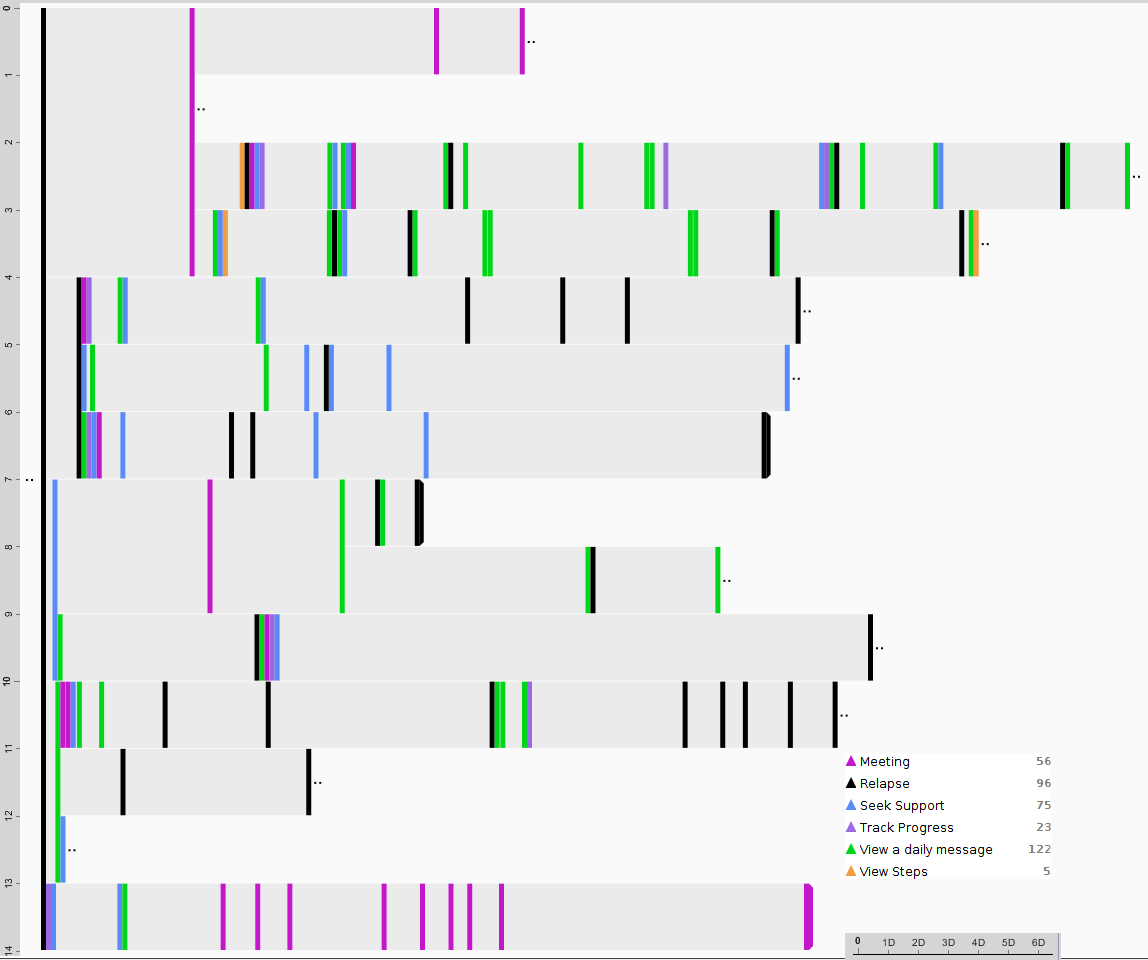 0
1
2
3
4
5
6
7
8
9
10
11
12
13
14
Meeting 56
Relapse 96
Seek Support 75
Track Progress 23
View a daily message 122
View Steps 5
0 1D 2D 3D 4D 5D 6D